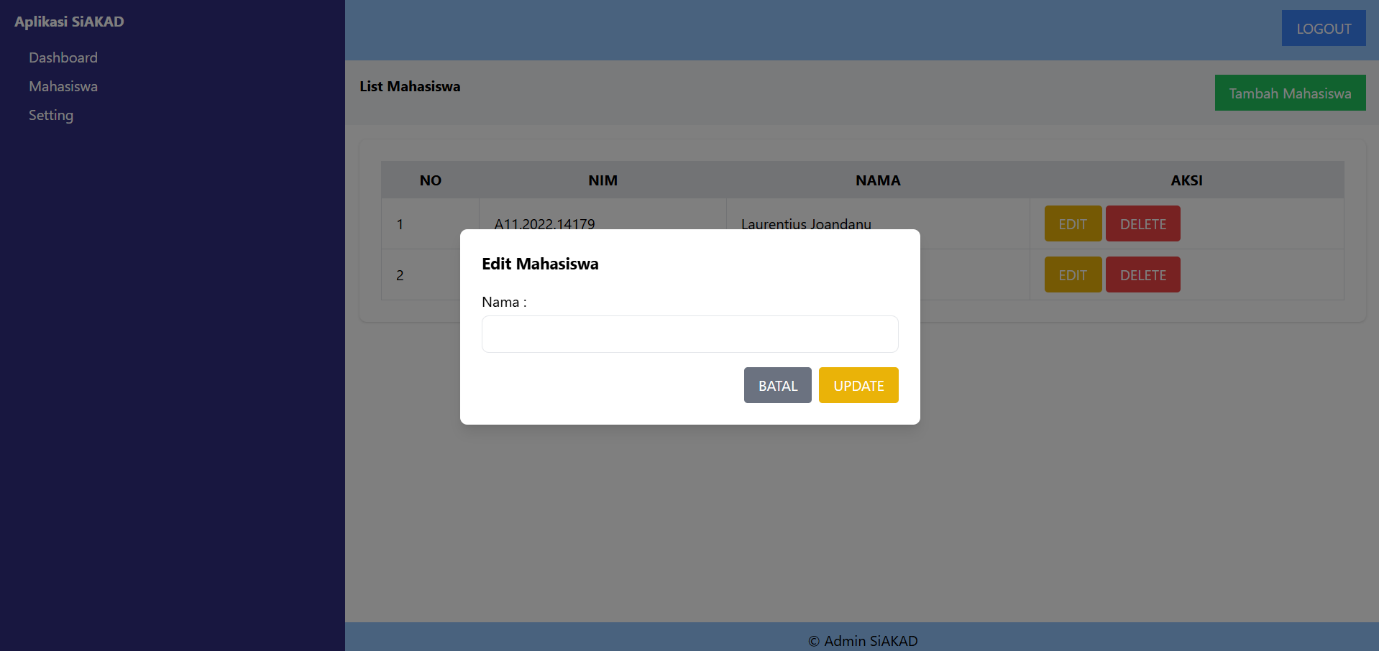 Aplikasi SiAKAD
Dashboard
Mahasiswa
Setting
LOGOUT
List Mahasiswa
Tambah Mahasiswa
NO NIM NAMA AKSI
1 A11.2022.14179 Laurentius Joandanu EDIT DELETE
2 EDIT DELETE
Edit Mahasiswa
Nama :
BATAL UPDATE
© Admin SiAKAD